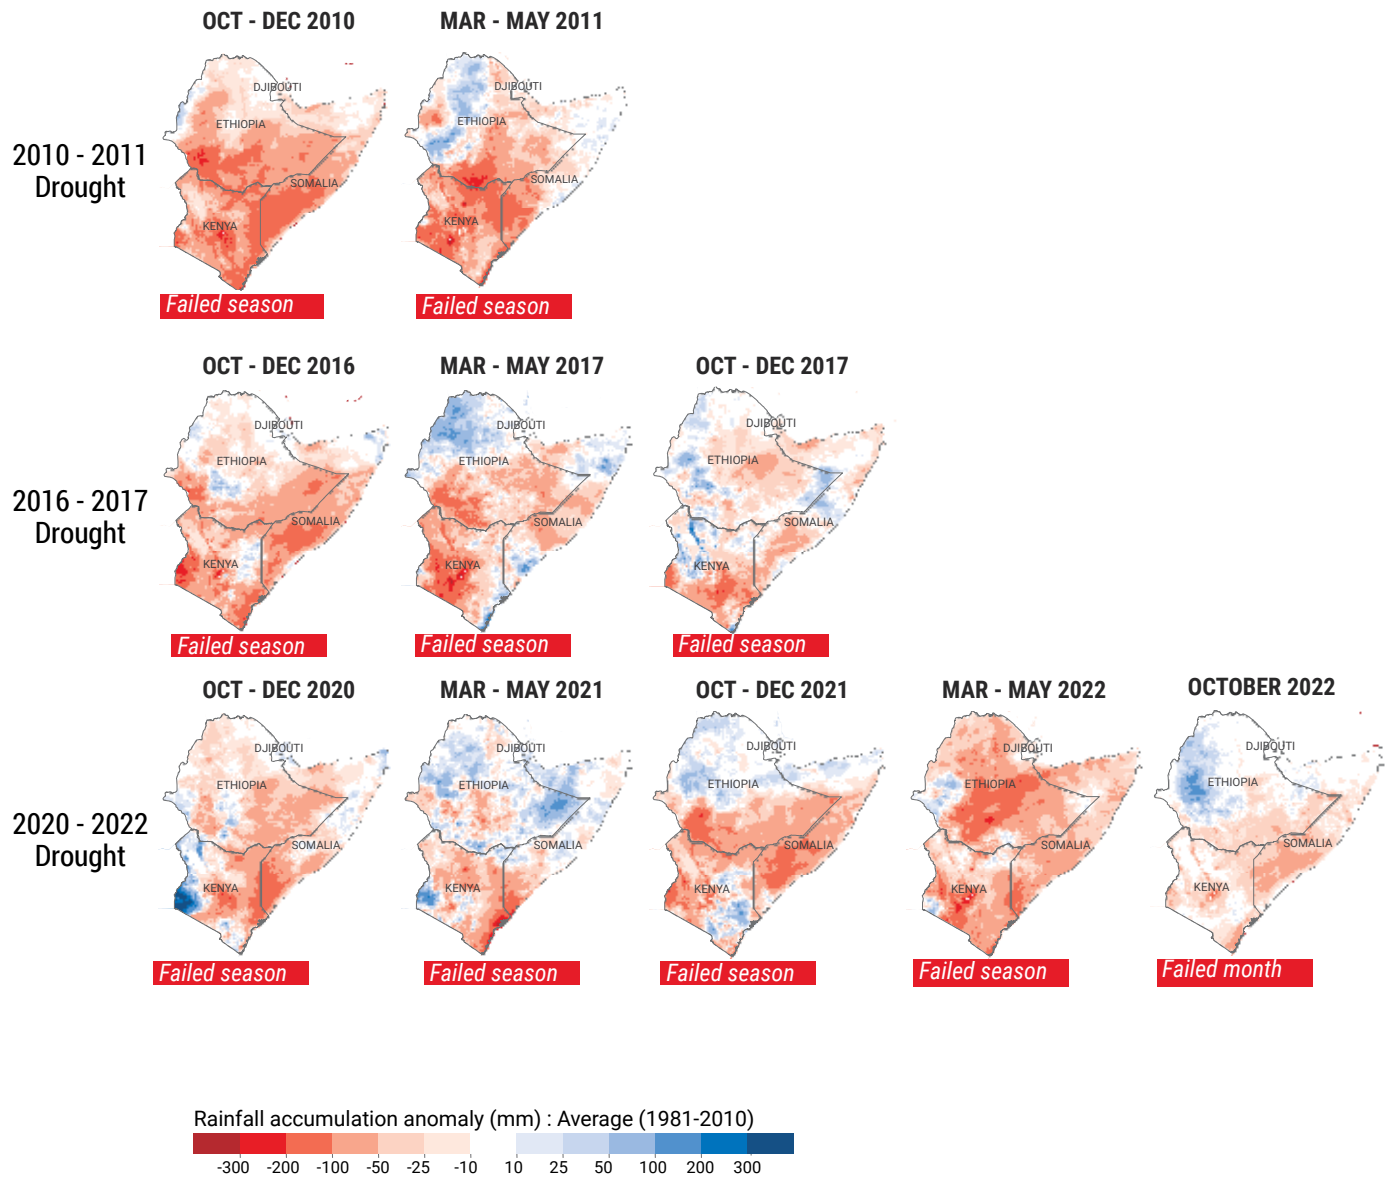 OCT - DEC 2010
MAR - MAY 2011
2010 - 2011
Drought
DJIBOUTI
ETHIOPIA
SOMALIA
KENYA
Failed season
DJIBOUTI
ETHIOPIA
SOMALIA
KENYA
Failed season
OCT - DEC 2016
MAR - MAY 2017
OCT - DEC 2017
2016 - 2017
Drought
DJIBOUTI
ETHIOPIA
SOMALIA
KENYA
Failed season
DJIBOUTI
ETHIOPIA
SOMALIA
KENYA
Failed season
DJIBOUTI
ETHIOPIA
SOMALIA
KENYA
Failed season
OCT - DEC 2020
MAR - MAY 2021
OCT - DEC 2021
MAR - MAY 2022
OCTOBER 2022
2020 - 2022
Drought
DJIBOUTI
ETHIOPIA
SOMALIA
KENYA
Failed season
DJIBOUTI
ETHIOPIA
SOMALIA
KENYA
Failed season
DJIBOUTI
ETHIOPIA
SOMALIA
KENYA
Failed season
DJIBOUTI
ETHIOPIA
SOMALIA
KENYA
Failed season
DJIBOUTI
ETHIOPIA
SOMALIA
KENYA
Failed month
Rainfall accumulation anomaly (mm) : Average (1981-2010)
-300 -200 -100 -50 -25 -10 10 25 50 100 200 300